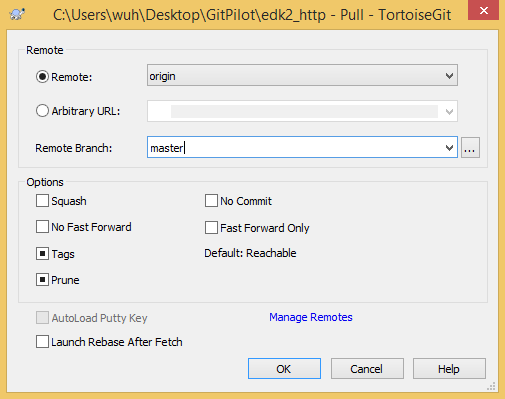 C:\Users\wuh\Desktop\GitPilot\edk2_http - Pull - TortoiseGit
Remote
Remote:
origin
Arbitrary URL:
Remote Branch:
master
...
Options
Squash
No Commit
No Fast Forward
Fast Forward Only
Tags
Default: Reachable
Prune
AutoLoad Putty Key
Manage Remotes
Launch Rebase After Fetch
OK
Cancel
Help